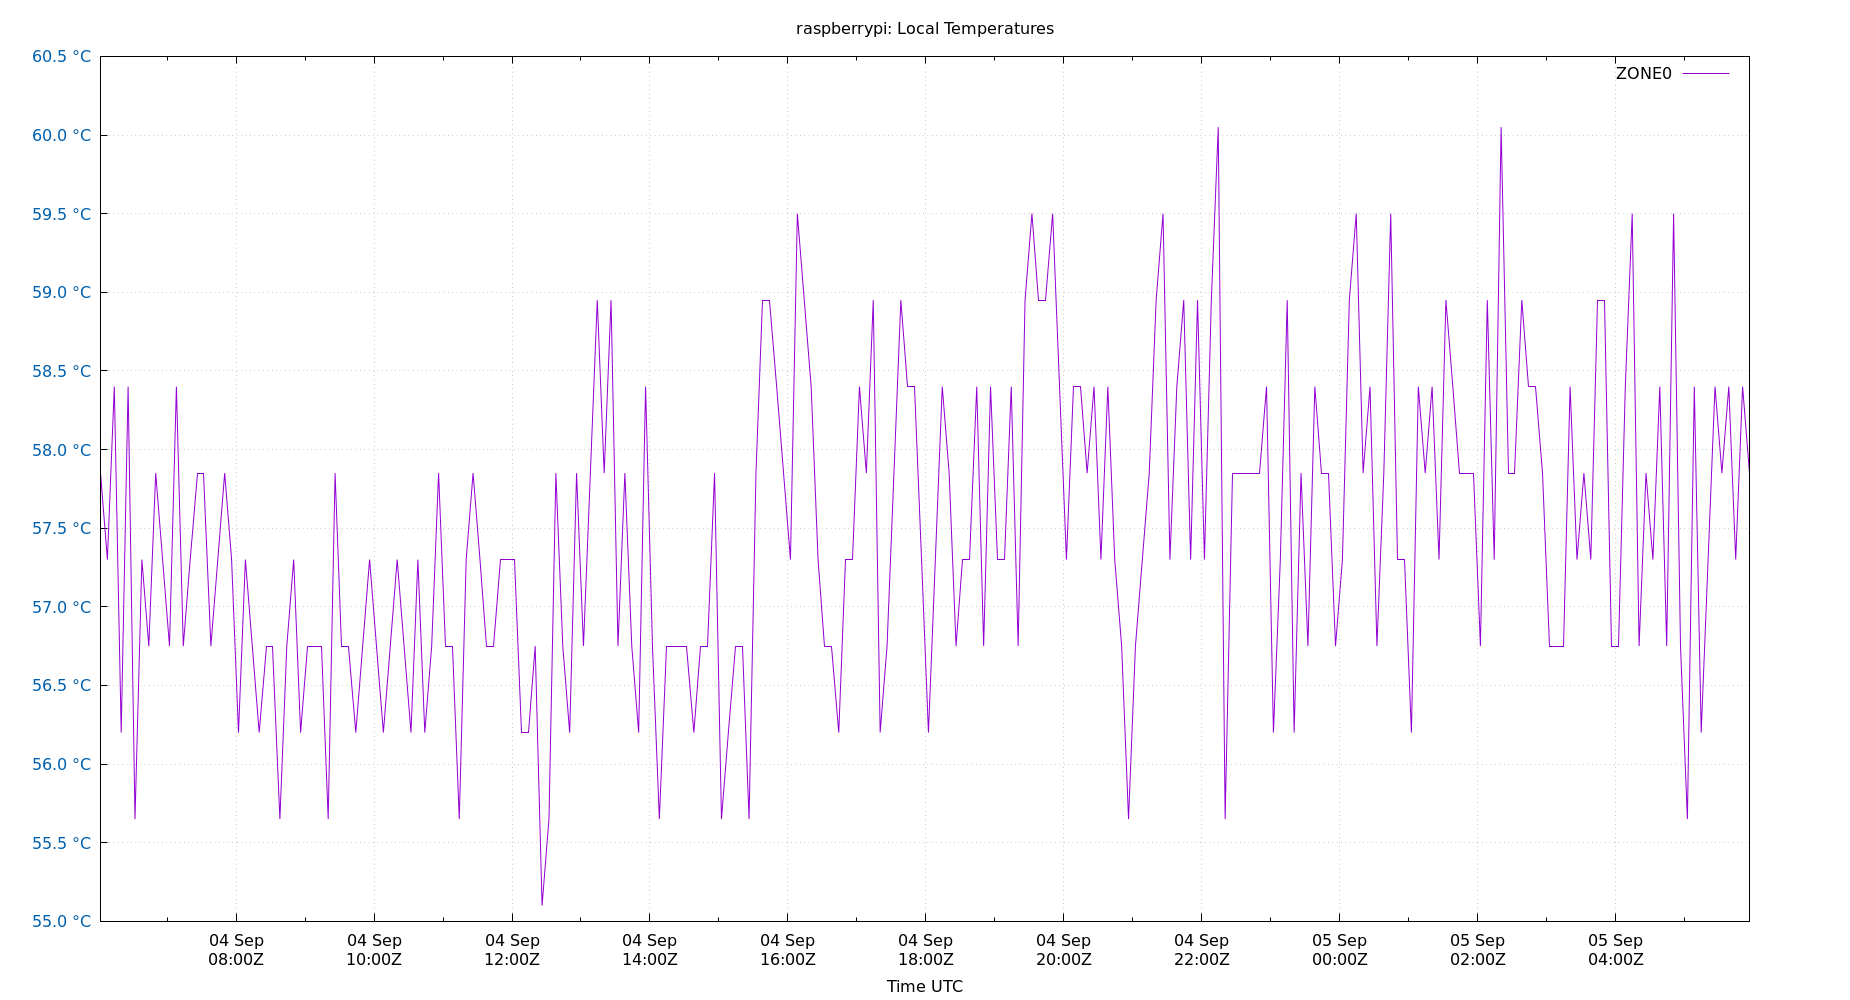 raspberrypi: Local Temperatures
60.5 °C
ZONE0
60.0 °C
59.5 °C
59.0 °C
58.5 °C
58.0 °C
57.5 °C
57.0 °C
56.5 °C
56.0 °C
55.5 °C
55.0 °C
04 Sep 04 Sep 04 Sep 04 Sep 04 Sep 04 Sep 04 Sep 04 Sep 05 Sep 05 Sep 05 Sep
08:00Z 10:00Z 12:00Z 14:00Z 16:00Z 18:00Z 20:00Z 22:00Z 00:00Z 02:00Z 04:00Z
Time UTC